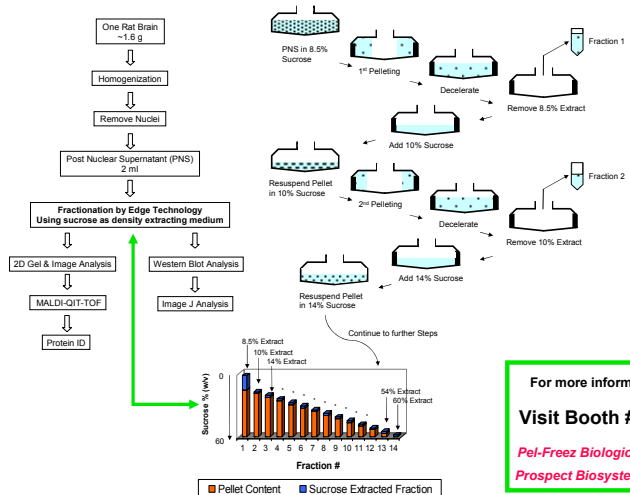 One Rat Brain
~1.6 g
Homogenization
Remove Nuclei
Post Nuclear Supernatant (PNS)
2 ml
Fractionation by Edge Technology
Using sucrose as density extracting medium
2D Gel & Image Analysis
MALDI-QIT-TOF
Protein ID
Western Blot Analysis
Image J Analysis
PNS in 8.5%
Sucrose
1st Pelleting
Decelerate
Remove 8.5% Extract
Fraction 1
Add 10% Sucrose
Resuspend Pellet
in 10% Sucrose
2nd Pelleting
Decelerate
Remove 10% Extract
Fraction 2
Add 14% Sucrose
Resuspend Pellet
in 14% Sucrose
Continue to further Steps
8.5% Extract
10% Extract
14% Extract
54% Extract
60% Extract
0
60
Sucrose % (w/v)
1 2 3 4 5 6 7 8 9 10 11 12 13 14
Fraction #
Pellet Content
Sucrose Extracted Fraction
For more inform
Visit Booth #
Pel-Freez Biologic
Prospect Biosyste